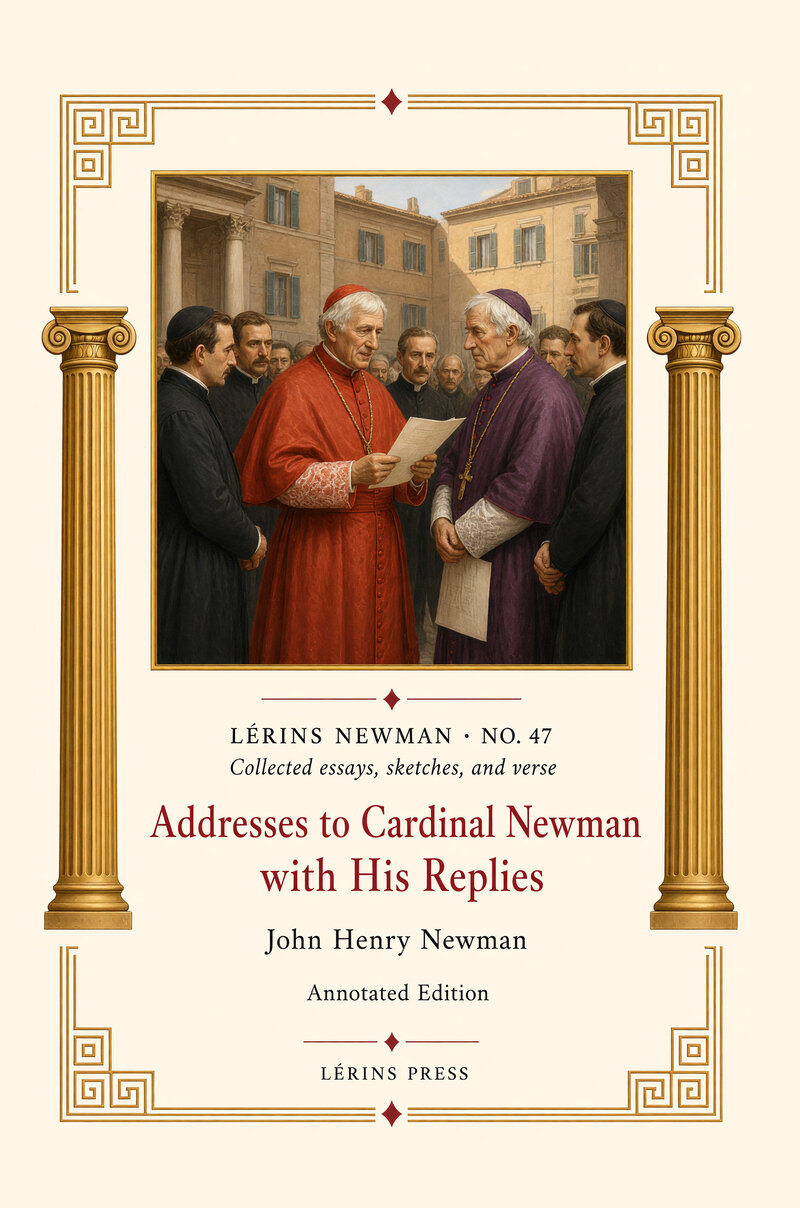 LÉRINS NEWMAN · NO. 47
Collected essays, sketches, and verse
Addresses to Cardinal Newman
with His Replies
John Henry Newman
Annotated Edition
LÉRINS PRESS